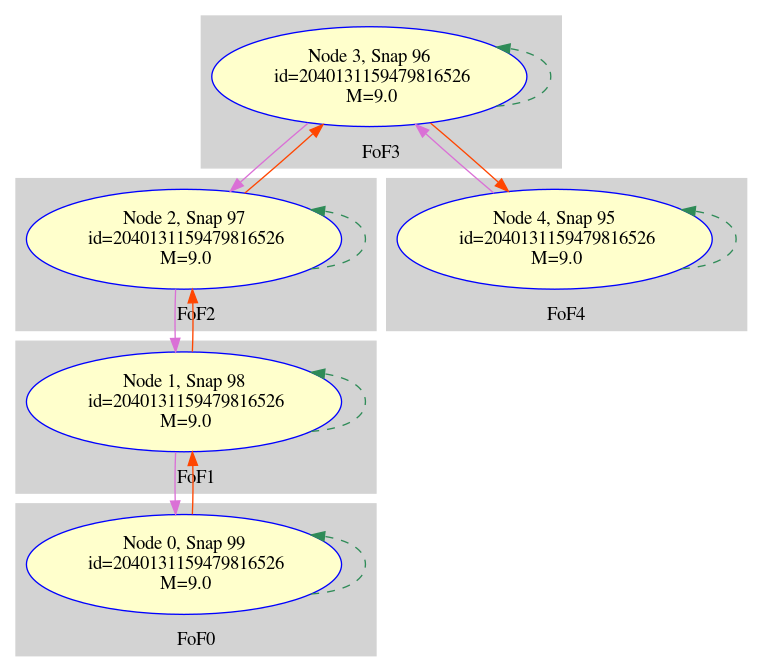 Node 3, Snap 96
id=2040131159479816526
M=9.0
FoF3
Node 2, Snap 97
id=2040131159479816526
M=9.0
FoF2
Node 4, Snap 95
id=2040131159479816526
M=9.0
FoF4
Node 1, Snap 98
id=2040131159479816526
M=9.0
FoF1
Node 0, Snap 99
id=2040131159479816526
M=9.0
FoF0